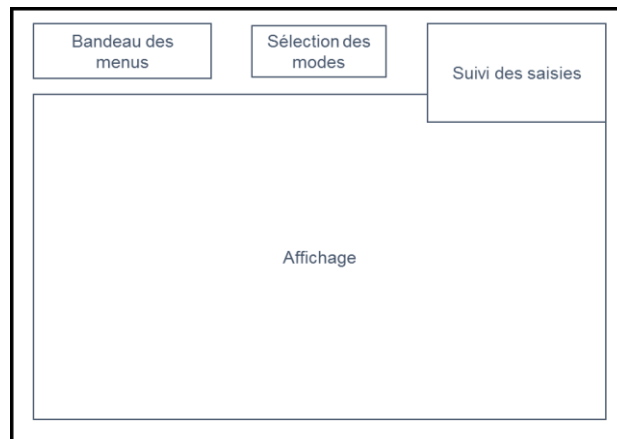 Bandeau des
menus
Sélection des
modes
Suivi des saisies
Affichage